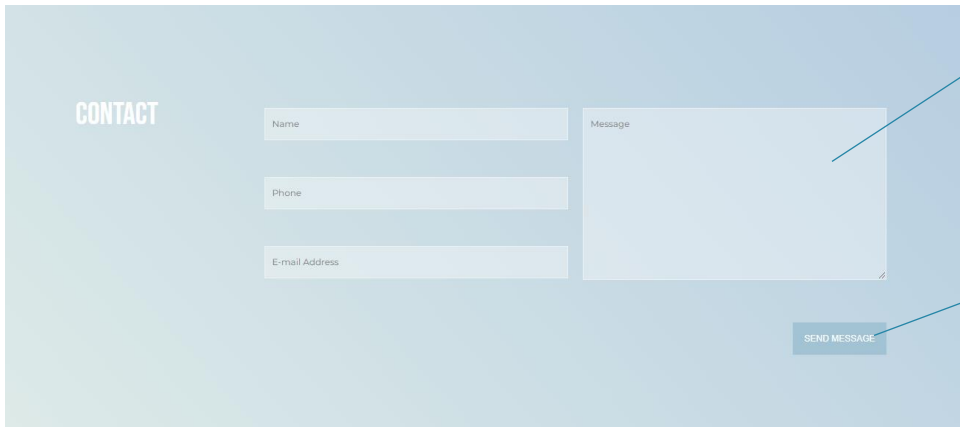 CONTACT
Name
Message
Phone
E-mail Address
SEND MESSAGE